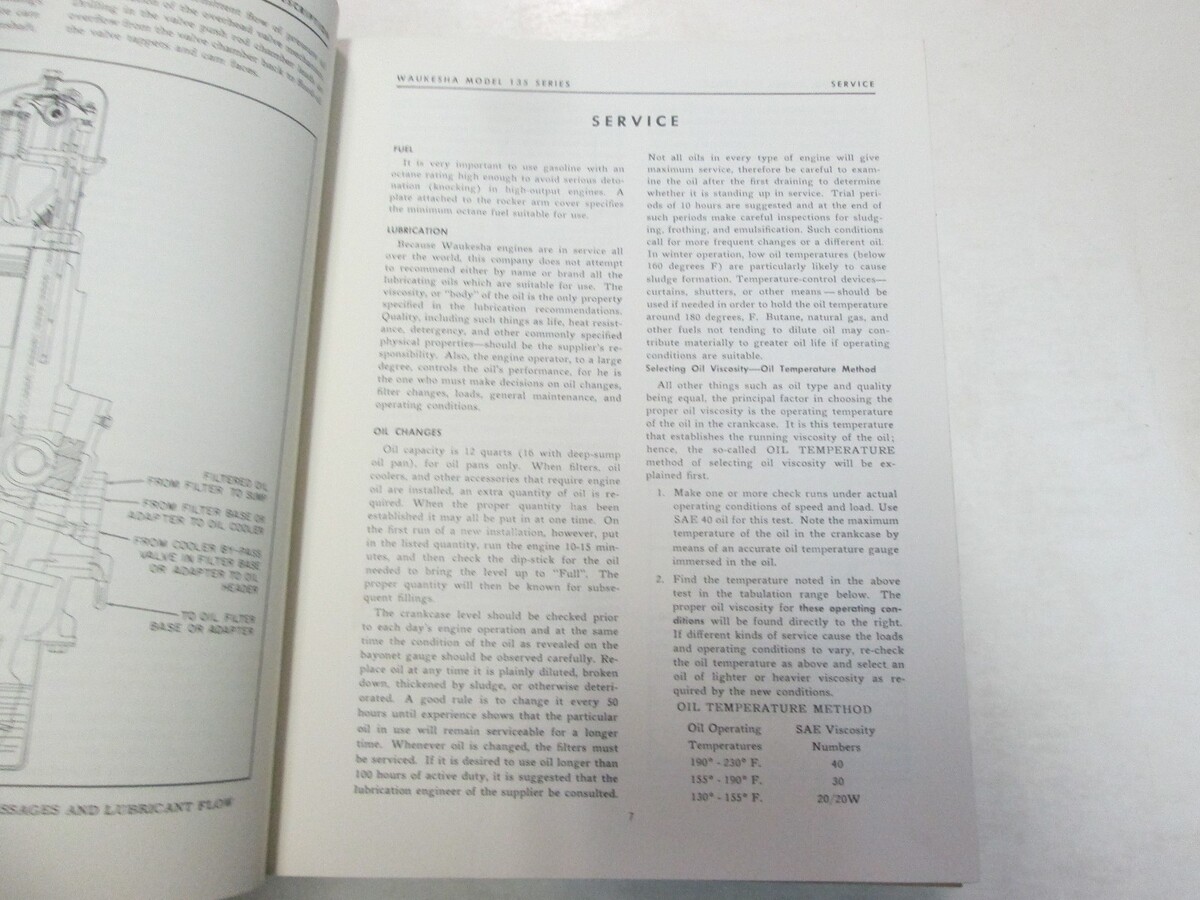 of the overhead valve
Drilling in the valve push rod chamber
overflow from the valve chamber back to
the valve tappets and cam faces.
FILTERED OIL
FROM FILTER TO SUMP
FROM FILTER BASE OR
ADAPTER TO OIL COOLER
FROM COOLER BY-PASS
VALVE IN FILTER BASE
OR ADAPTER TO OIL
HEADER
TO OIL FILTER
BASE OR ADAPTER
SSAGES AND LUBRICANT FLOW
WAUKESHA MODEL 135 SERIES
SERVICE
SERVICE
FUEL
It is very important to use gasoline with an
octane rating high enough to avoid serious deto-
nation (knocking) in high-output engines. A
plate attached to the rocker arm cover specifies
the minimum octane fuel suitable for use.
LUBRICATION
Because Waukesha engines are in service all
over the world, this company does not attempt
to recommend either by name or brand all the
lubricating oils which are suitable for use. The
viscosity, or "body" of the oil is the only property
specified in the lubrication recommendations.
Quality, including such things as life, heat resist-
ance, detergency, and other commonly specified
physical properties—should be the supplier's re-
sponsibility. Also, the engine operator, to a large
degree, controls the oil's performance, for he is
the one who must make decisions on oil changes,
filter changes, loads, general maintenance, and
operating conditions.
OIL CHANGES
Oil capacity is 12 quarts (16 with deep-sump
oil pan), for oil pans only. When filters, oil
coolers, and other accessories that require engine
oil are installed, an extra quantity of oil is re-
quired. When the proper quantity has been
established it may all be put in at one time. On
the first run of a new installation, however, put
in the listed quantity, run the engine 10-15 min-
utes, and then check the dip-stick for the oil
needed to bring the level up to "Full". The
proper quantity will then be known for subse-
quent fillings.
The crankcase level should be checked prior
to each day's engine operation and at the same
time the condition of the oil as revealed on the
bayonet gauge should be observed carefully. Re-
place oil at any time it is plainly diluted, broken
down, thickened by sludge, or otherwise deteri-
orated. A good rule is to change it every 50
hours until experience shows that the particular
oil in use will remain serviceable for a longer
time. Whenever oil is changed, the filters must
be serviced. If it is desired to use oil longer than
100 hours of active duty, it is suggested that the
lubrication engineer of the supplier be consulted.
Not all oils in every type of engine will give
maximum service, therefore be careful to exam-
ine the oil after the first draining to determine
whether it is standing up in service. Trial peri-
ods of 10 hours are suggested and at the end of
such periods make careful inspections for sludg-
ing, frothing, and emulsification. Such conditions
call for more frequent changes or a different oil.
In winter operation, low oil temperatures (below
160 degrees F) are particularly likely to cause
sludge formation. Temperature-control devices—
curtains, shutters, or other means — should be
used if needed in order to hold the oil temperature
around 180 degrees, F. Butane, natural gas, and
other fuels not tending to dilute oil may con-
tribute materially to greater oil life if operating
conditions are suitable.
Selecting Oil Viscosity—Oil Temperature Method
All other things such as oil type and quality
being equal, the principal factor in choosing the
proper oil viscosity is the operating temperature
of the oil in the crankcase. It is this temperature
that establishes the running viscosity of the oil;
hence, the so-called OIL TEMPERATURE
method of selecting oil viscosity will be ex-
plained first.
1. Make one or more check runs under actual
operating conditions of speed and load. Use
SAE 40 oil for this test. Note the maximum
temperature of the oil in the crankcase by
means of an accurate oil temperature gauge
immersed in the oil.
2. Find the temperature noted in the above
test in the tabulation range below. The
proper oil viscosity for these operating con-
ditions will be found directly to the right.
If different kinds of service cause the loads
and operating conditions to vary, re-check
the oil temperature as above and select an
oil of lighter or heavier viscosity as re-
quired by the new conditions.
OIL TEMPERATURE METHOD
Oil Operating SAE Viscosity
Temperatures Numbers
190° - 230° F. 40
155° - 190° F. 30
130° - 155° F. 20/20W
7